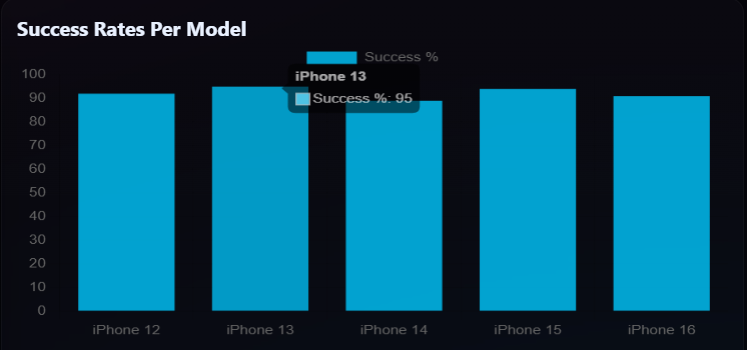 Success Rates Per Model
Success %
iPhone 13
Success %: 95
100
90
80
70
60
50
40
30
20
10
0
iPhone 12 iPhone 13 iPhone 14 iPhone 15 iPhone 16